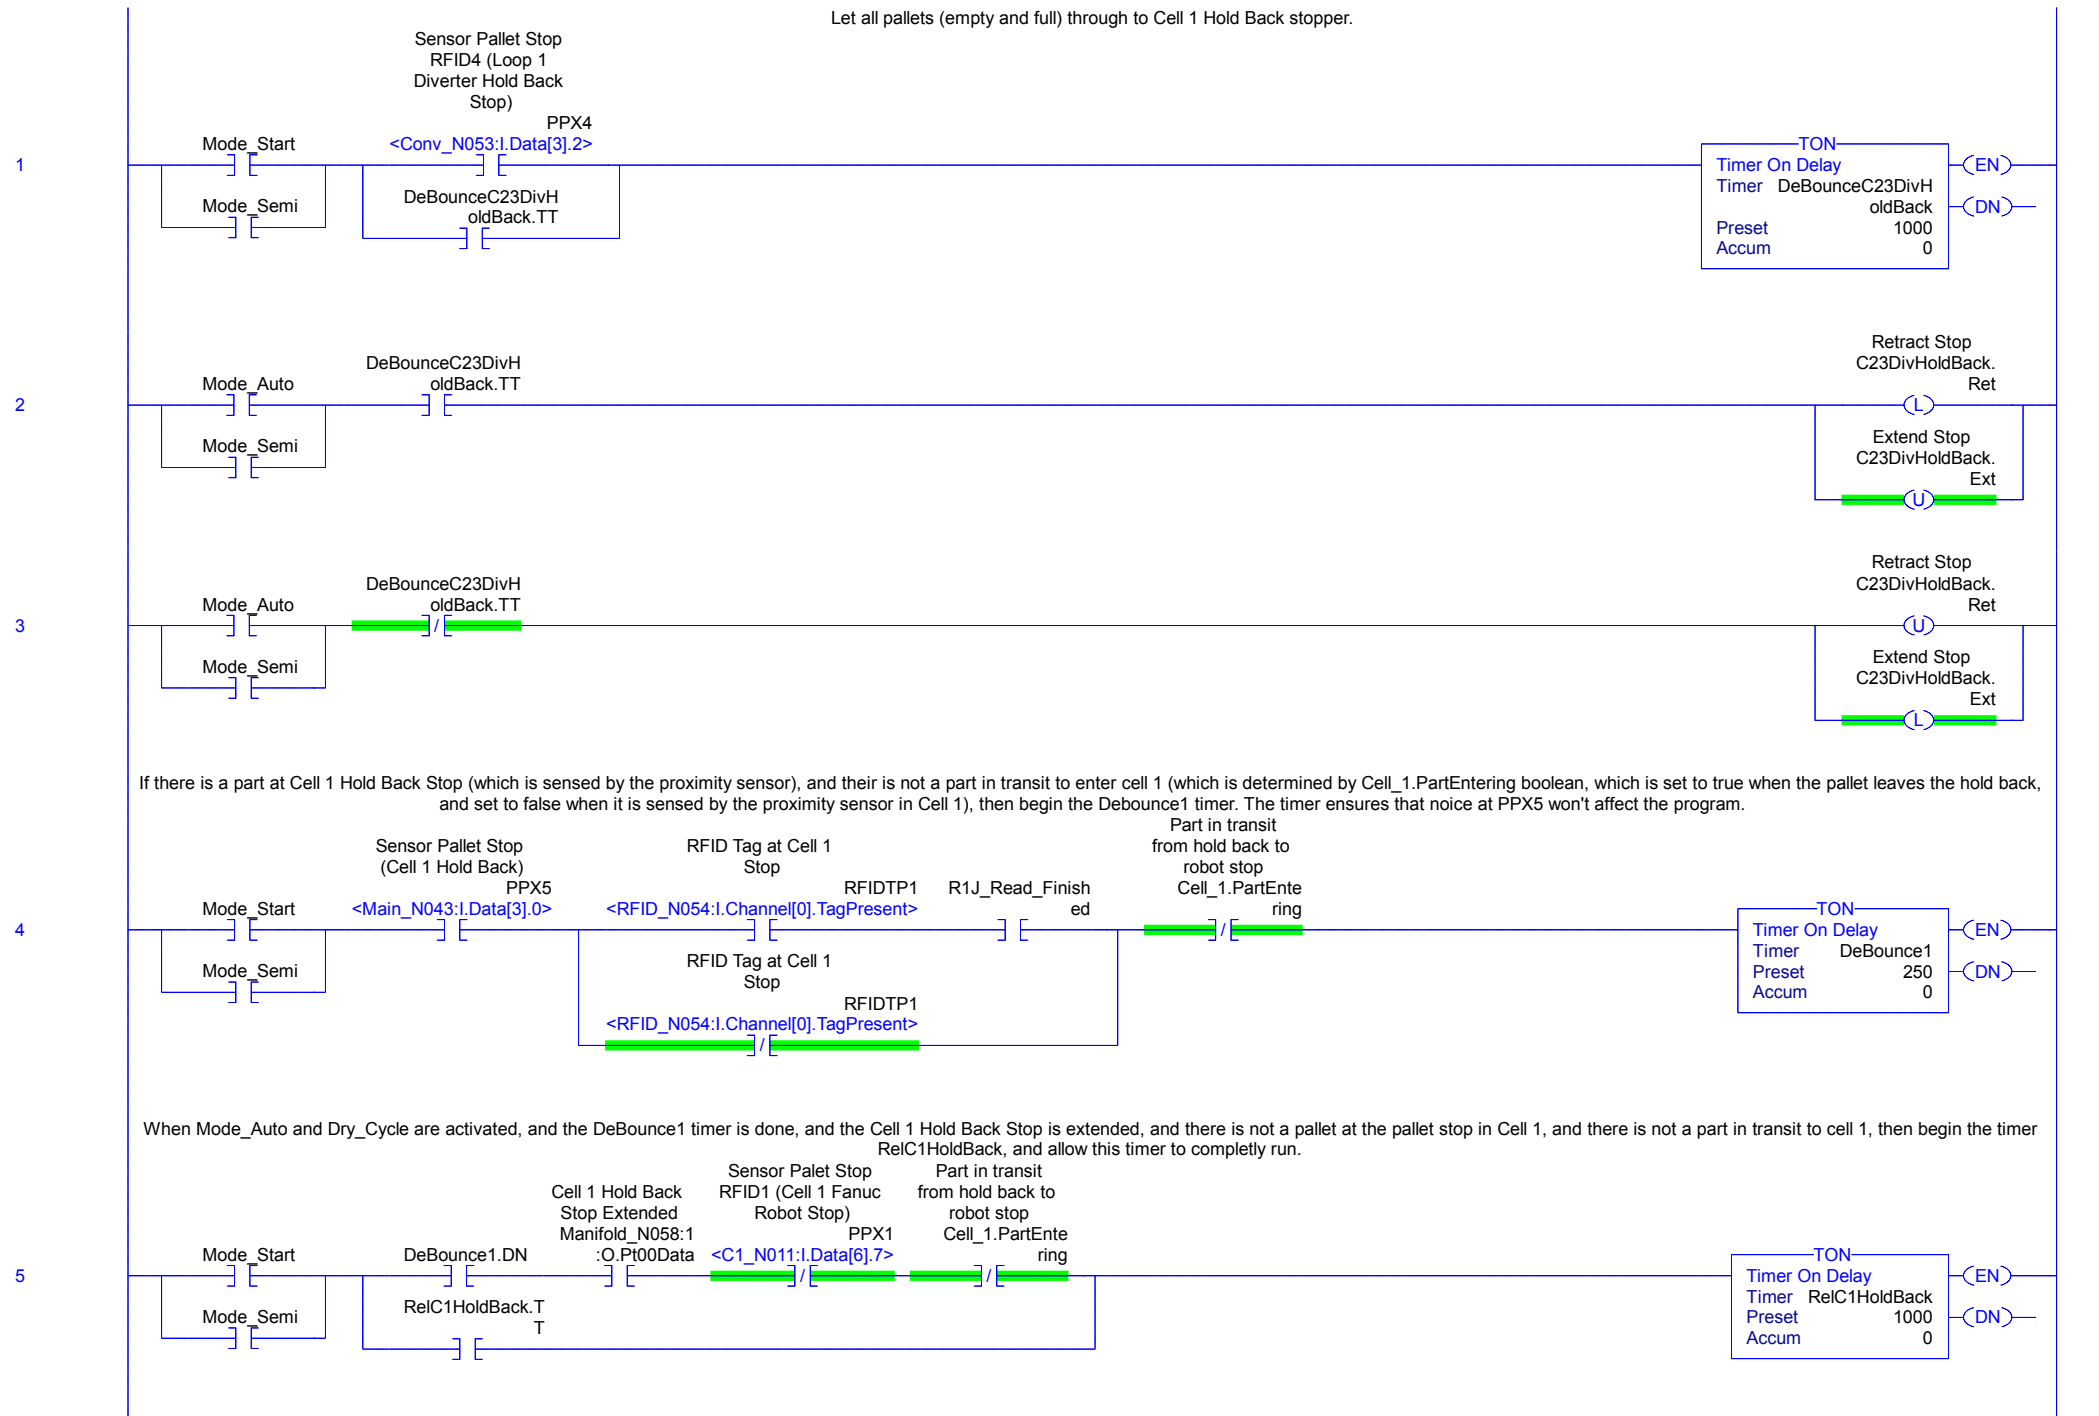 Let all pallets (empty and full) through to Cell 1 Hold Back stopper.
Sensor Pallet Stop
RFID4 (Loop 1
Diverter Hold Back
Stop)
PPX4
Mode_Start
<Conv_N053:I.Data[3].2>
TON
1
Timer On Delay
EN
Timer DeBounceC23DivH
oldBack
DN
Preset 1000
Accum 0
Mode_Semi
DeBounceC23DivH
oldBack.TT
Retract Stop
C23DivHoldBack.
Ret
Mode_Auto
DeBounceC23DivH
oldBack.TT
2
L
Mode_Semi
Extend Stop
C23DivHoldBack.
Ext
U
Retract Stop
C23DivHoldBack.
Ret
Mode_Auto
DeBounceC23DivH
oldBack.TT
3
/
U
Mode_Semi
Extend Stop
C23DivHoldBack.
Ext
L
If there is a part at Cell 1 Hold Back Stop (which is sensed by the proximity sensor), and their is not a part in transit to enter cell 1 (which is determined by Cell_1.PartEntering boolean, which is set to true when the pallet leaves the hold back,
and set to false when it is sensed by the proximity sensor in Cell 1), then begin the Debounce1 timer. The timer ensures that noice at PPX5 won't affect the program.
Sensor Pallet Stop
(Cell 1 Hold Back)
PPX5
RFID Tag at Cell 1
Stop
RFIDTP1
Part in transit
from hold back to
robot stop
Cell_1.PartEnte
ring
Mode_Start
<Main_N043:I.Data[3].0>
<RFID_N054:I.Channel[0].TagPresent>
R1J_Read_Finish
ed
TON
4
/
Timer On Delay
EN
Timer DeBounce1
Preset 250
DN
Accum 0
Mode_Semi
RFID Tag at Cell 1
Stop
RFIDTP1
<RFID_N054:I.Channel[0].TagPresent>
/
When Mode_Auto and Dry_Cycle are activated, and the DeBounce1 timer is done, and the Cell 1 Hold Back Stop is extended, and there is not a pallet at the pallet stop in Cell 1, and there is not a part in transit to cell 1, then begin the timer
RelC1HoldBack, and allow this timer to completly run.
Cell 1 Hold Back
Stop Extended
Manifold_N058:1
:O.Pt00Data
Sensor Palet Stop
RFID1 (Cell 1 Fanuc
Robot Stop)
PPX1
<C1_N011:I.Data[6].7>
Part in transit
from hold back to
robot stop
Cell_1.PartEnte
ring
Mode_Start
DeBounce1.DN
TON
5
/
/
Timer On Delay
EN
Timer RelC1HoldBack
Preset 1000
DN
Accum 0
Mode_Semi
RelC1HoldBack.T
T